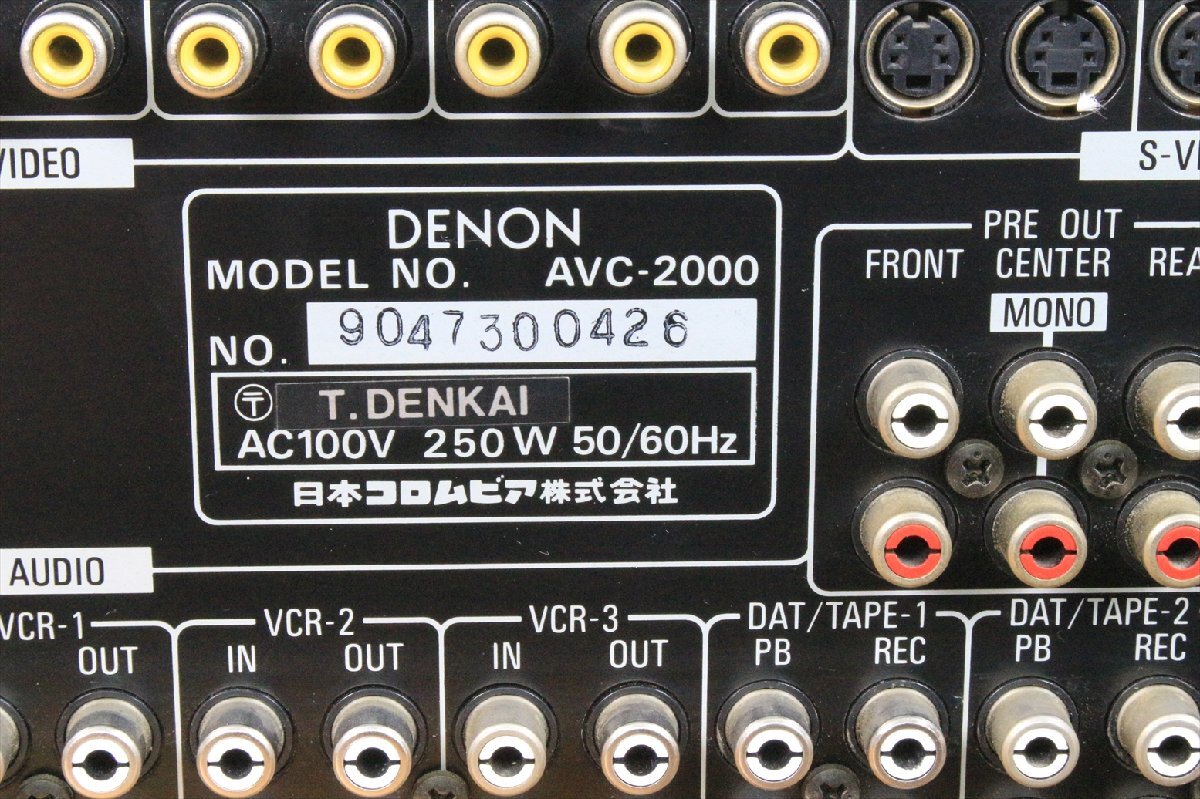 VIDEO
S-VI
DENON
MODEL NO. AVC-2000
NO. 9047300426
〶 T.DENKAI
AC100V 250W 50/60Hz
日本コロムビア株式会社
PRE OUT
FRONT CENTER REA
MONO
AUDIO
VCR-1 VCR-2 VCR-3 DAT/TAPE-1 DAT/TAPE-2
OUT IN OUT IN OUT PB REC PB REC